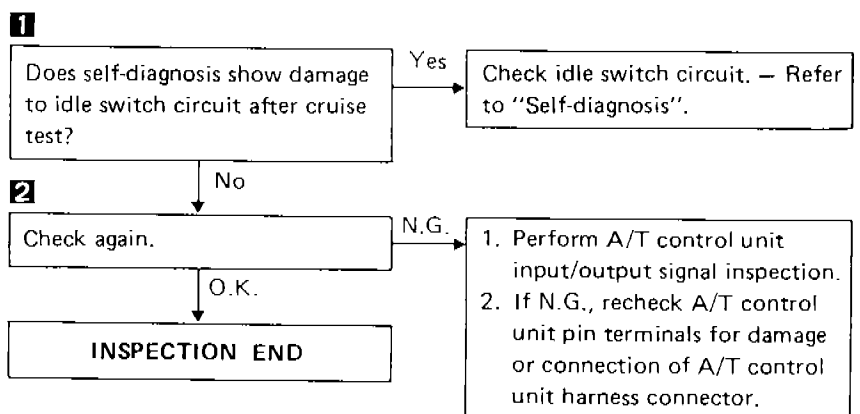 1
Does self-diagnosis show damage
to idle switch circuit after cruise
test?
Yes
Check idle switch circuit. — Refer
to "Self-diagnosis".
No
2
Check again.
N.G.
1. Perform A/T control unit
input/output signal inspection.
2. If N.G., recheck A/T control
unit pin terminals for damage
or connection of A/T control
unit harness connector.
O.K.
INSPECTION END